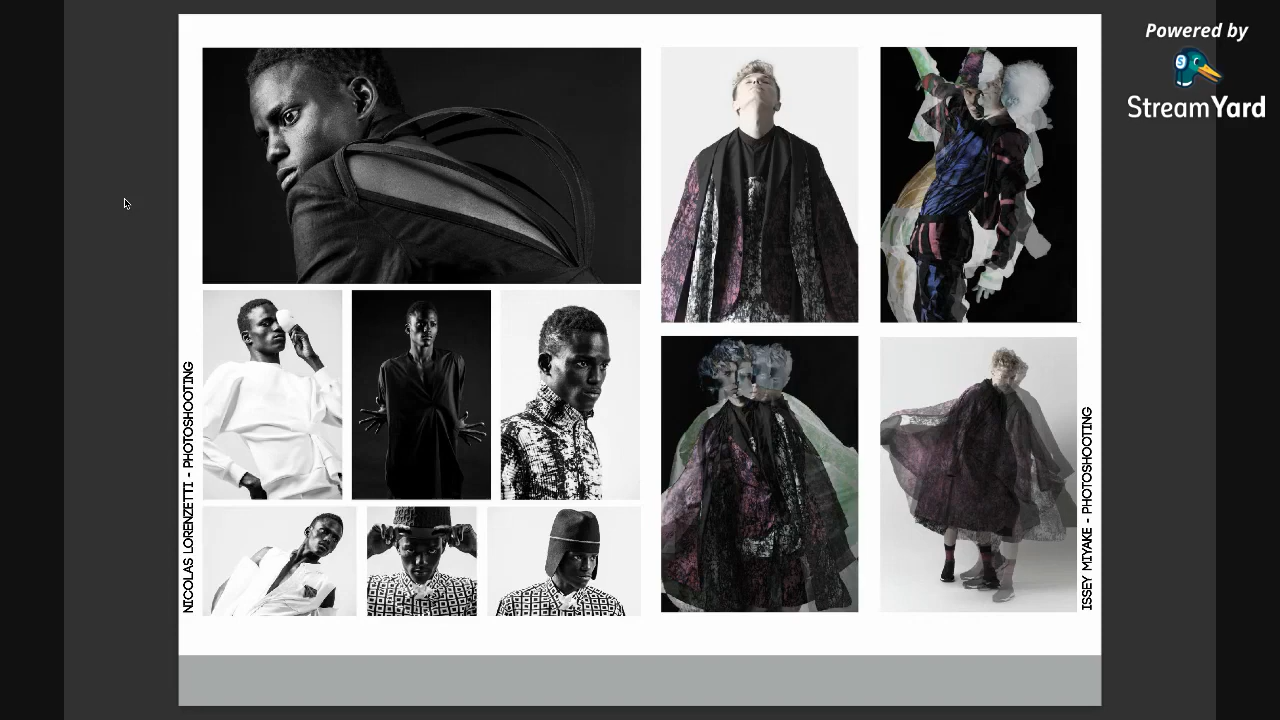 Powered by
StreamYard
NICOLAS LORENZETTI - PHOTOSHOOTING
ISSEY MIYAKE - PHOTOSHOOTING